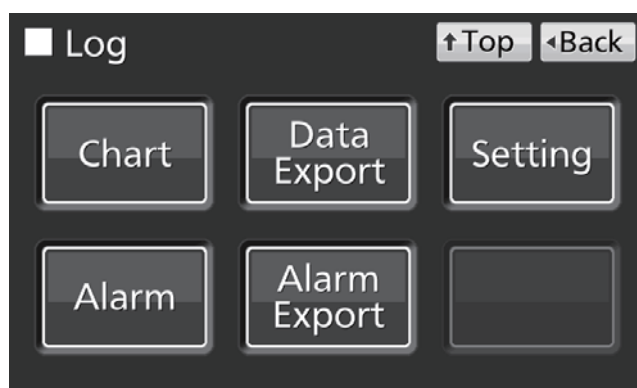 Log
↑Top
◂Back
Chart
Data
Export
Setting
Alarm
Alarm
Export